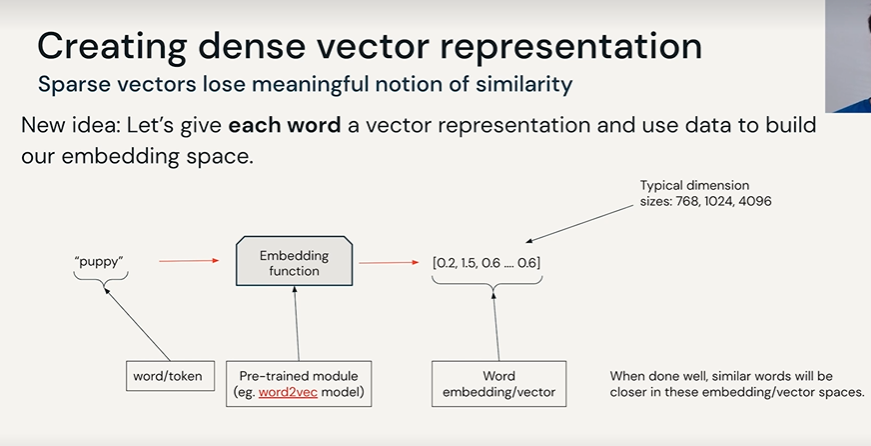 Creating dense vector representation
Sparse vectors lose meaningful notion of similarity
New idea: Let's give each word a vector representation and use data to build
our embedding space.
Typical dimension
sizes: 768, 1024, 4096
"puppy"
Embedding
function
[0.2, 1.5, 0.6 .... 0.6]
word/token
Pre-trained module
(eg. word2vec model)
Word
embedding/vector
When done well, similar words will be
closer in these embedding/vector spaces.